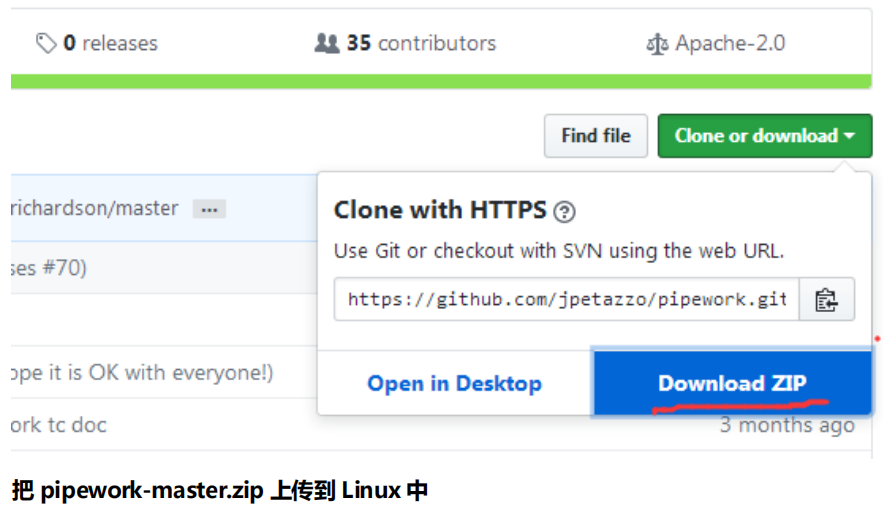 0 releases 35 contributors Apache-2.0
Find file Clone or download
richardson/master ...
Clone with HTTPS ?
Use Git or checkout with SVN using the web URL.
ses #70)
https://github.com/jpetazzo/pipework.git
ope it is OK with everyone!)
Open in Desktop Download ZIP
ork tc doc 3 months ago
把 pipework-master.zip 上传到 Linux 中